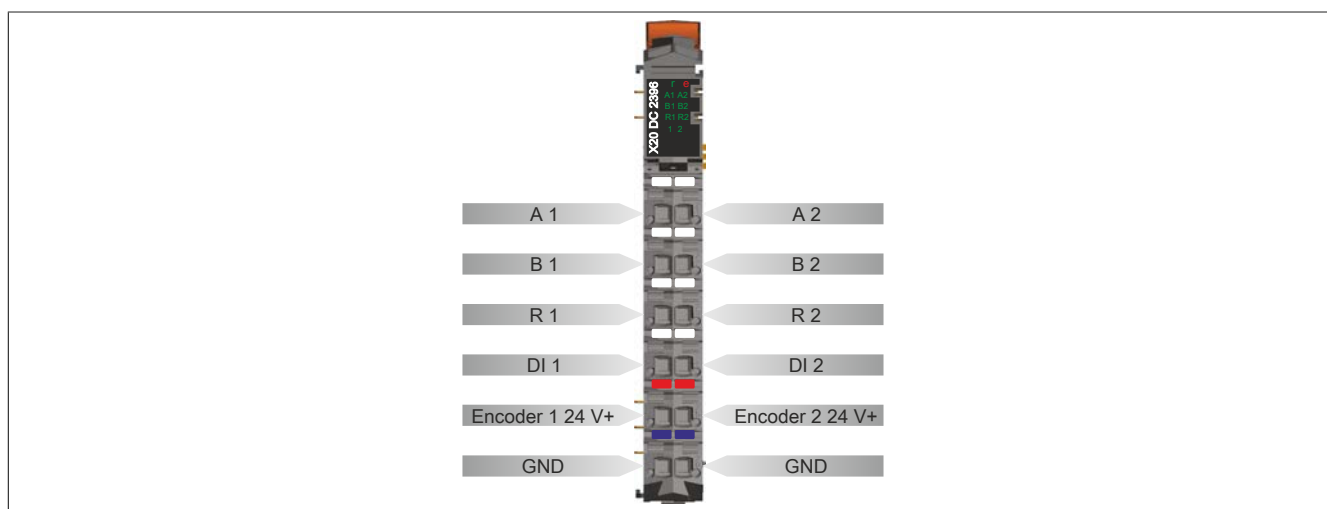 X20 DC 2396
r e
A1 A2
B1 B2
R1 R2
1 2
A 1
A 2
B 1
B 2
R 1
R 2
DI 1
DI 2
Encoder 1 24 V+
Encoder 2 24 V+
GND
GND